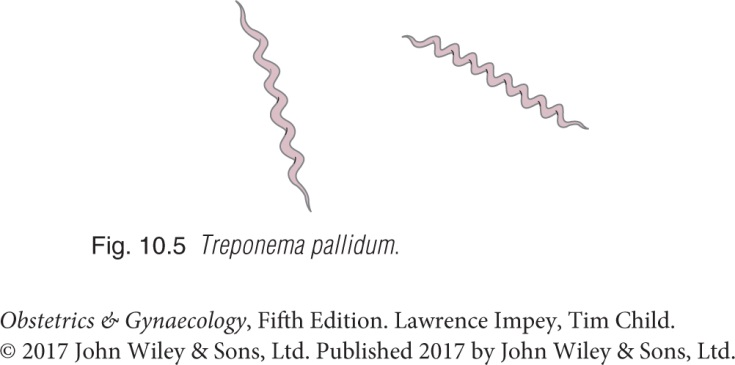 Fig. 10.5 Treponema pallidum.
Obstetrics & Gynaecology, Fifth Edition. Lawrence Impey, Tim Child.
© 2017 John Wiley & Sons, Ltd. Published 2017 by John Wiley & Sons, Ltd.